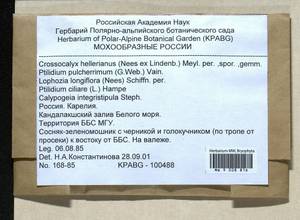 Российская Академия Наук
Гербарий Полярно-альпийского ботанического сада
Herbarium of Polar-Alpine Botanical Garden (KPABG)
МОХООБРАЗНЫЕ РОССИИ
Crossocalyx hellerianus (Nees ex Lindenb.) Meyl. per. .spor. .gemm.
Ptilidium pulcherrimum (G.Web.) Vain.
Lophozia longiflora (Nees) Schiffn. per.
Ptilidium ciliare (L.) Hampe
Calypogeia integristipula Steph.
Россия. Карелия.
Кандалакшский залив Белого моря.
Территория ББС МГУ.
Сосняк-зеленомошник с черникой и голокучником (по тропе от
просеки) к востоку от ББС. На валеже.
Leg. 06.08.85
Det. Н.А.Константинова 28.09.01
No. 168-85 KPABG - 100488
Herbarium MW, Bryophyta